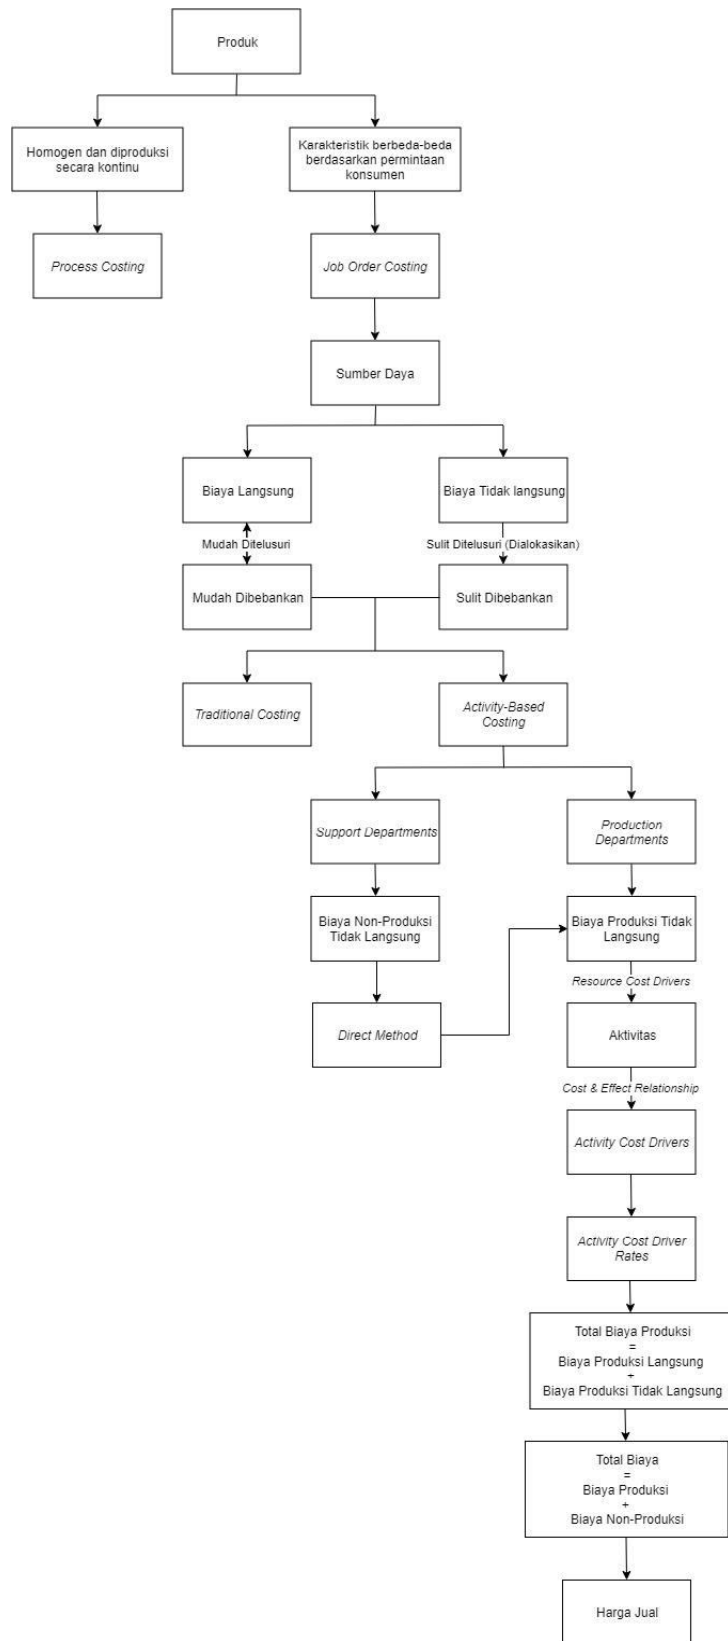 Produk
Homogen dan diproduksi
secara kontinu
Karakteristik berbeda-beda
berdasarkan permintaan
konsumen
Process Costing
Job Order Costing
Sumber Daya
Biaya Langsung
Biaya Tidak langsung
Mudah Ditelusuri
Sulit Ditelusuri (Dialokasikan)
Mudah Dibebankan
Sulit Dibebankan
Traditional Costing
Activity-Based
Costing
Support Departments
Production
Departments
Biaya Non-Produksi
Tidak Langsung
Biaya Produksi Tidak
Langsung
Resource Cost Drivers
Direct Method
Aktivitas
Cost & Effect Relationship
Activity Cost Drivers
Activity Cost Driver
Rates
Total Biaya Produksi
=
Biaya Produksi Langsung
+
Biaya Produksi Tidak Langsung
Total Biaya
=
Biaya Produksi
+
Biaya Non-Produksi
Harga Jual